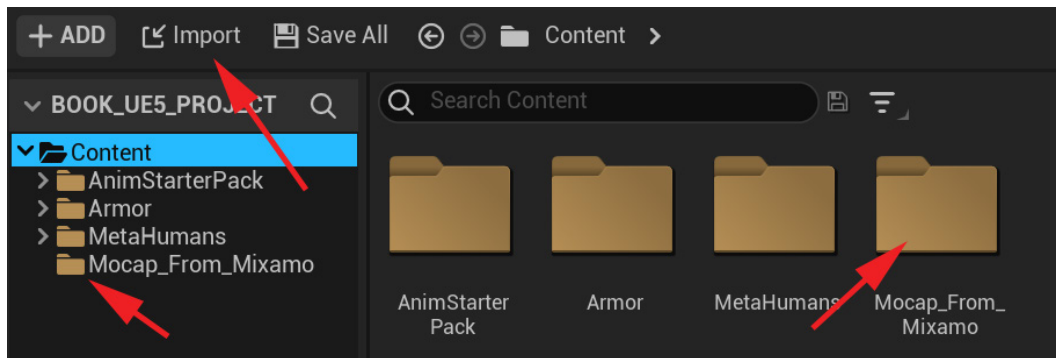 + ADD Import Save All Content >
BOOK_UE5_PROJECT
Search Content
Content
AnimStarterPack
Armor
MetaHumans
Mocap_From_Mixamo
AnimStarter
Pack
Armor
MetaHumans
Mocap_From_
Mixamo